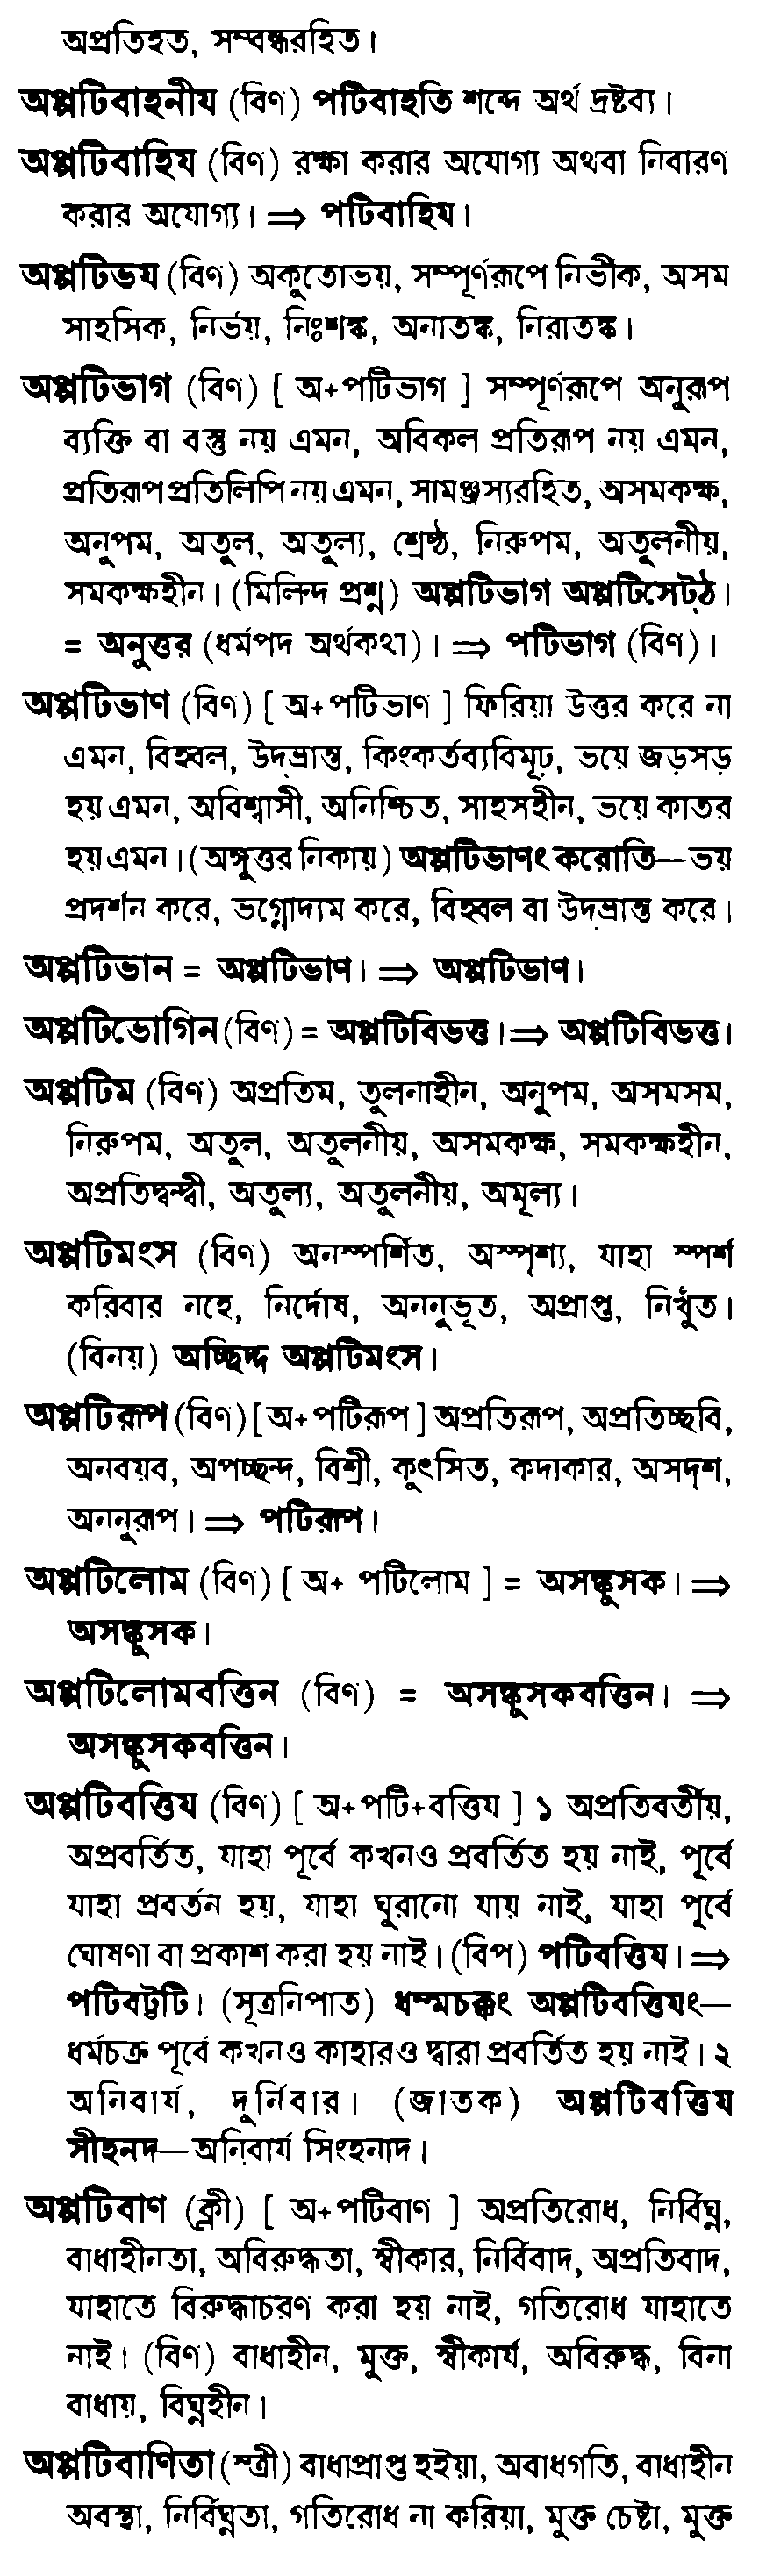 অপ্রতিহত, সম্বন্ধরহিত।
অপ্পটিবাহনীয (বিণ) পটিবাহতি শব্দে অর্থ দ্রষ্টব্য।
অপ্পটিবাহিয (বিণ) রক্ষা করার অযোগ্য অথবা নিবারণ
করার অযোগ্য। ⇒ পটিবাহিয।
অপ্পটিভয (বিণ) অকুতোভয়, সম্পূর্ণরূপে নির্ভীক, অসম
সাহসিক, নির্ভয়, নিঃশঙ্ক, অনাতঙ্ক, নিরাতঙ্ক।
অপ্পটিভাগ (বিণ) [ অ+পটিভাগ ] সম্পূর্ণরূপে অনুরূপ
ব্যক্তি বা বস্তু নয় এমন, অবিকল প্রতিরূপ নয় এমন,
প্রতিরূপ প্রতিলিপি নয় এমন, সামঞ্জস্যরহিত, অসমকক্ষ,
অনুপম, অতুল, অতুল্য, শ্রেষ্ঠ, নিরুপম, অতুলনীয়,
সমকক্ষহীন। (মিলিন্দ প্রশ্ন) অপ্পটিভাগ অপ্পটিসেট্ঠ।
= অনুত্তর (ধর্মপদ অর্থকথা)। ⇒ পটিভাগ (বিণ)।
অপ্পটিভাণ (বিণ) [ অ+পটিভাণ ] ফিরিয়া উত্তর করে না
এমন, বিহ্বল, উদ্‌ভ্রান্ত, কিংকর্তব্যবিমূঢ়, ভয়ে জড়সড়
হয় এমন, অবিশ্বাসী, অনিশ্চিত, সাহসহীন, ভয়ে কাতর
হয় এমন। (অঙ্গুত্তর নিকায়) অপ্পটিভাণং করোতি—ভয়
প্রদর্শন করে, ভগ্নোদ্যম করে, বিহ্বল বা উদ্‌ভ্রান্ত করে।
অপ্পটিভান = অপ্পটিভাণ। ⇒ অপ্পটিভাণ।
অপ্পটিভোগিন (বিণ) = অপ্পটিবিভত্ত। ⇒ অপ্পটিবিভত্ত।
অপ্পটিম (বিণ) অপ্রতিম, তুলনাহীন, অনুপম, অসমসম,
নিরুপম, অতুল, অতুলনীয়, অসমকক্ষ, সমকক্ষহীন,
অপ্রতিদ্বন্দ্বী, অতুল্য, অতুলনীয়, অমূল্য।
অপ্পটিমংস (বিণ) অনস্পর্শিত, অস্পৃশ্য, যাহা স্পর্শ
করিবার নহে, নির্দোষ, অননুভূত, অপ্রাপ্ত, নিখুঁত।
(বিনয়) অচ্ছিদ্দ অপ্পটিমংস।
অপ্পটিরূপ (বিণ) [ অ+পটিরূপ ] অপ্রতিরূপ, অপ্রতিচ্ছবি,
অনবয়ব, অপচ্ছন্দ, বিশ্রী, কুৎসিত, কদাকার, অসদৃশ,
অননুরূপ। ⇒ পটিরূপ।
অপ্পটিলোম (বিণ) [ অ+ পটিলোম ] = অসঙ্কুসক। ⇒
অসঙ্কুসক।
অপ্পটিলোমবত্তিন (বিণ) = অসঙ্কুসকবত্তিন। ⇒
অসঙ্কুসকবত্তিন।
অপ্পটিবত্তিয (বিণ) [ অ+পটি+বত্তিয ] ১ অপ্রতিবর্তীয়,
অপ্রবর্তিত, যাহা পূর্বে কখনও প্রবর্তিত হয় নাই, পূর্বে
যাহা প্রবর্তন হয়, যাহা ঘুরানো যায় নাই, যাহা পূর্বে
ঘোষণা বা প্রকাশ করা হয় নাই। (বিপ) পটিবত্তিয। ⇒
পটিবট্টটি। (সূত্রনিপাত) ধম্মচক্কং অপ্পটিবত্তিযং—
ধর্মচক্র পূর্বে কখনও কাহারও দ্বারা প্রবর্তিত হয় নাই। ২
অনিবার্য, দুর্নিবার। (জাতক) অপ্পটিবত্তিয
সীহনদ—অনিবার্য সিংহনাদ।
অপ্পটিবাণ (ক্লী) [ অ+পটিবাণ ] অপ্রতিরোধ, নির্বিঘ্ন,
বাধাহীনতা, অবিরুদ্ধতা, স্বীকার, নির্বিবাদ, অপ্রতিবাদ,
যাহাতে বিরুদ্ধাচরণ করা হয় নাই, গতিরোধ যাহাতে
নাই। (বিণ) বাধাহীন, মুক্ত, স্বীকার্য, অবিরুদ্ধ, বিনা
বাধায়, বিঘ্নহীন।
অপ্পটিবাণিতা (স্ত্রী) বাধাপ্রাপ্ত হইয়া, অবাধগতি, বাধাহীন
অবস্থা, নির্বিঘ্নতা, গতিরোধ না করিয়া, মুক্ত চেষ্টা, মুক্ত